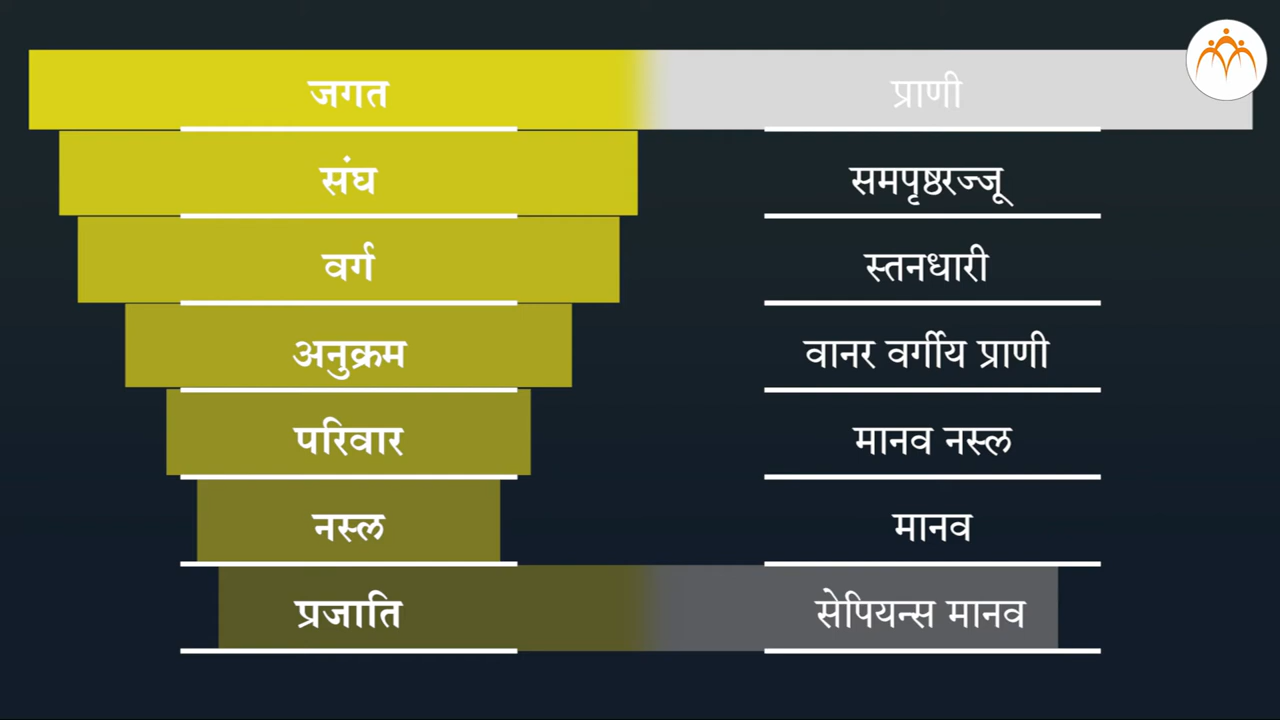 जगत प्राणी
संघ समपृष्ठरज्जू
वर्ग स्तनधारी
अनुक्रम वानर वर्गीय प्राणी
परिवार मानव नस्ल
नस्ल मानव
प्रजाति सेपियन्स मानव